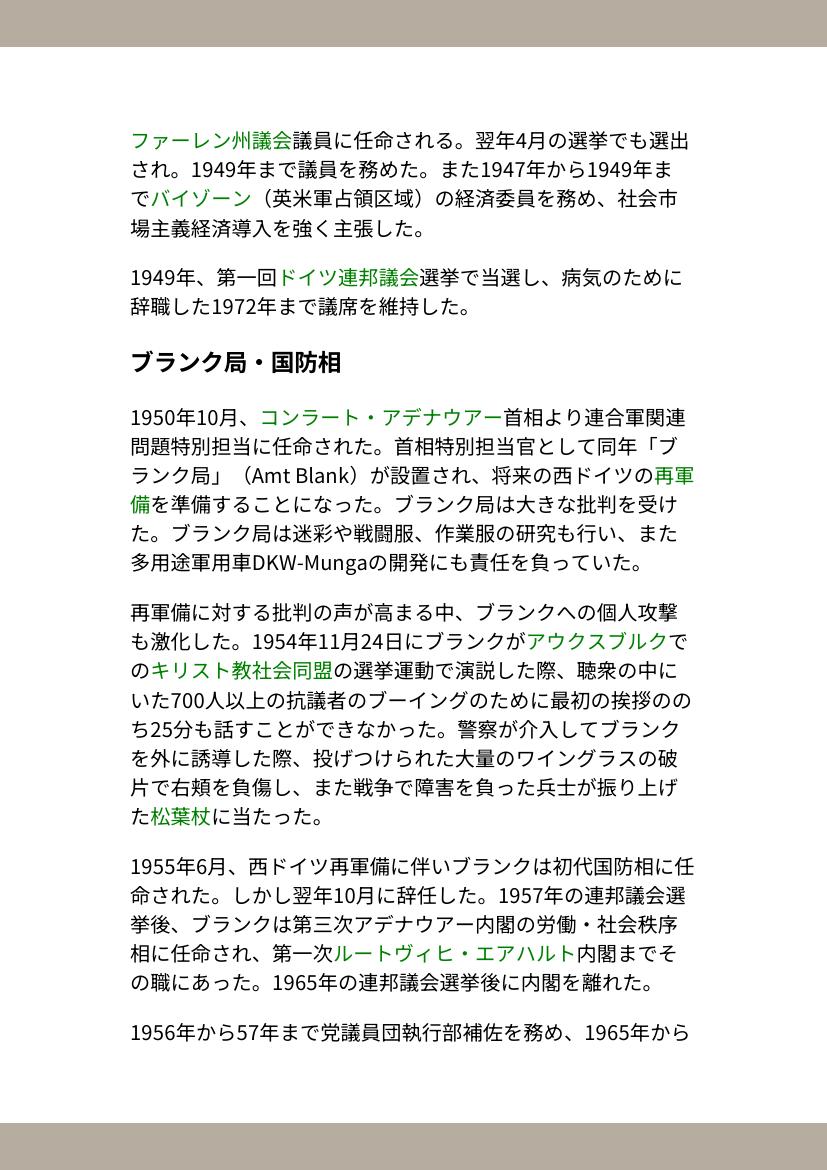 ファーレン州議会議員に任命される。翌年4月の選挙でも選出
され。1949年まで議員を務めた。また1947年から1949年ま
でバイゾーン（英米軍占領区域）の経済委員を務め、社会市
場主義経済導入を強く主張した。
1949年、第一回ドイツ連邦議会選挙で当選し、病気のために
辞職した1972年まで議席を維持した。
ブランク局・国防相
1950年10月、コンラート・アデナウアー首相より連合軍関連
問題特別担当に任命された。首相特別担当官として同年「ブ
ランク局」（Amt Blank）が設置され、将来の西ドイツの再軍
備を準備することになった。ブランク局は大きな批判を受け
た。ブランク局は迷彩や戦闘服、作業服の研究も行い、また
多用途軍用車DKW-Mungaの開発にも責任を負っていた。
再軍備に対する批判の声が高まる中、ブランクへの個人攻撃
も激化した。1954年11月24日にブランクがアウクスブルクで
のキリスト教社会同盟の選挙運動で演説した際、聴衆の中に
いた700人以上の抗議者のブーイングのために最初の挨拶のの
ち25分も話すことができなかった。警察が介入してブランク
を外に誘導した際、投げつけられた大量のワイングラスの破
片で右頬を負傷し、また戦争で障害を負った兵士が振り上げ
た松葉杖に当たった。
1955年6月、西ドイツ再軍備に伴いブランクは初代国防相に任
命された。しかし翌年10月に辞任した。1957年の連邦議会選
挙後、ブランクは第三次アデナウアー内閣の労働・社会秩序
相に任命され、第一次ルートヴィヒ・エアハルト内閣までそ
の職にあった。1965年の連邦議会選挙後に内閣を離れた。
1956年から57年まで党議員団執行部補佐を務め、1965年から